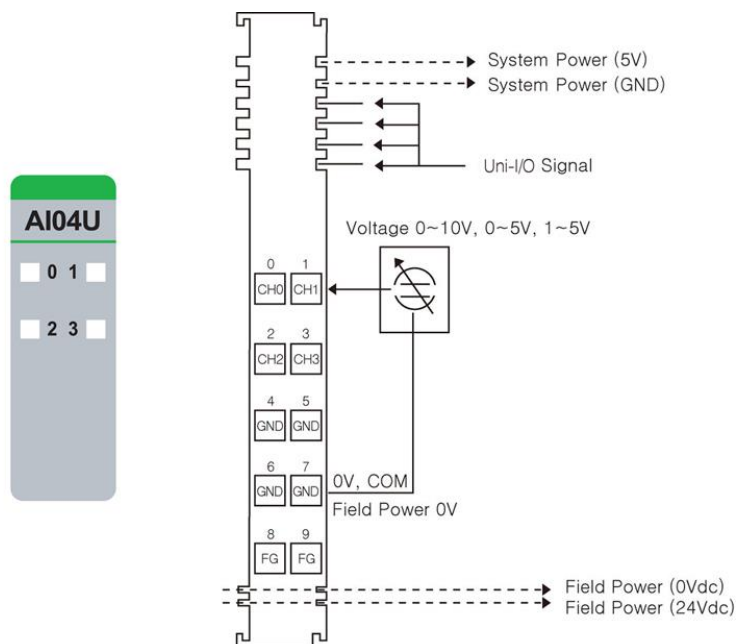 System Power (5V)
System Power (GND)
Uni-I/O Signal
AI04U
0 1
2 3
Voltage 0~10V, 0~5V, 1~5V
0 1
CH0 CH1
2 3
CH2 CH3
4 5
GND GND
6 7
GND GND
0V, COM
Field Power 0V
8 9
FG FG
Field Power (0Vdc)
Field Power (24Vdc)